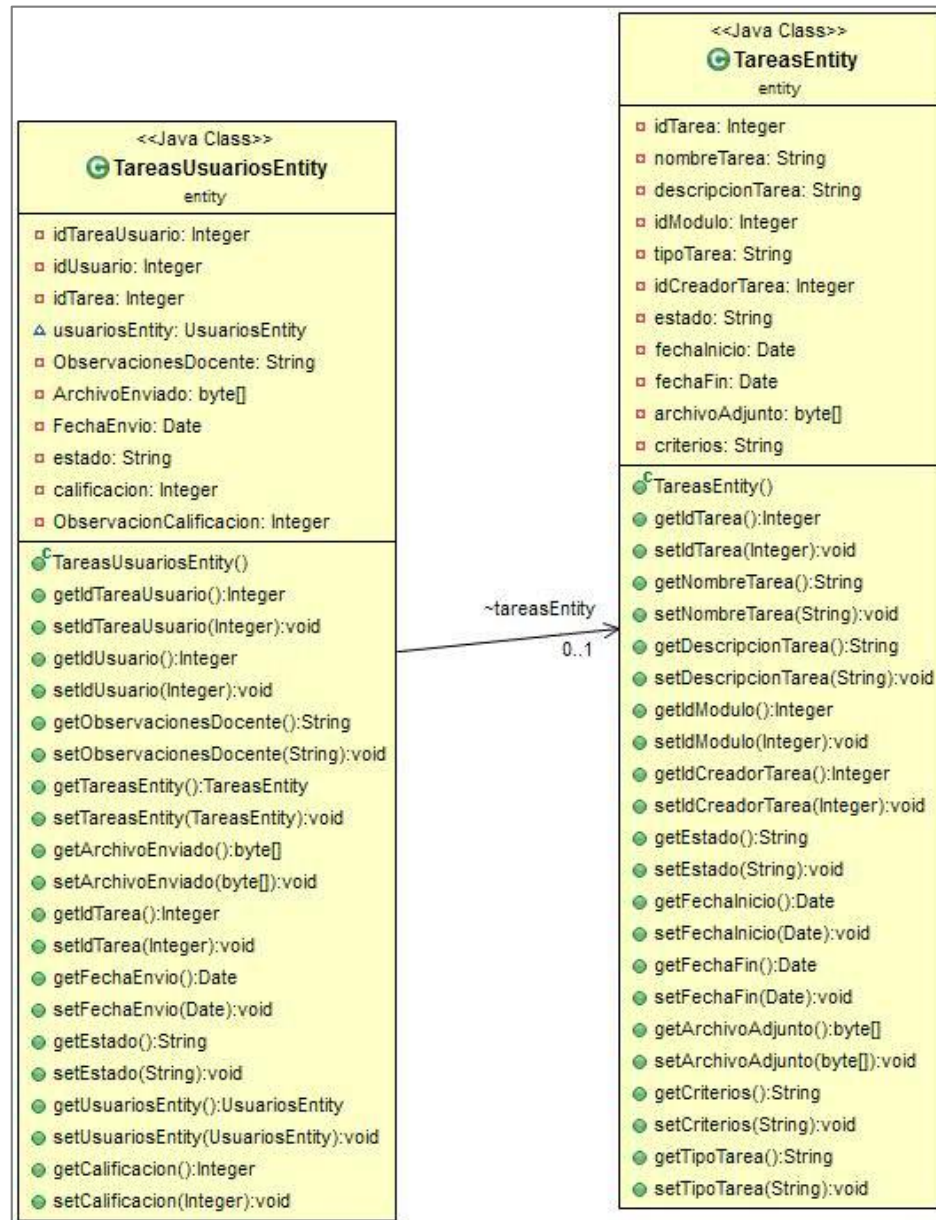 <<Java Class>>
TareasUsuariosEntity
entity
idTareaUsuario: Integer
idUsuario: Integer
idTarea: Integer
usuariosEntity: UsuariosEntity
ObservacionesDocente: String
ArchivoEnviado: byte[]
FechaEnvio: Date
estado: String
calificacion: Integer
ObservacionCalificacion: Integer
TareasUsuariosEntity()
getIdTareaUsuario():Integer
setIdTareaUsuario(Integer):void
getIdUsuario():Integer
setIdUsuario(Integer):void
getObservacionesDocente():String
setObservacionesDocente(String):void
getTareasEntity():TareasEntity
setTareasEntity(TareasEntity):void
getArchivoEnviado():byte[]
setArchivoEnviado(byte[]):void
getIdTarea():Integer
setIdTarea(Integer):void
getFechaEnvio():Date
setFechaEnvio(Date):void
getEstado():String
setEstado(String):void
getUsuariosEntity():UsuariosEntity
setUsuariosEntity(UsuariosEntity):void
getCalificacion():Integer
setCalificacion(Integer):void
~tareasEntity
0..1
<<Java Class>>
TareasEntity
entity
idTarea: Integer
nombreTarea: String
descripcionTarea: String
idModulo: Integer
tipoTarea: String
idCreadorTarea: Integer
estado: String
fechaInicio: Date
fechaFin: Date
archivoAdjunto: byte[]
criterios: String
TareasEntity()
getIdTarea():Integer
setIdTarea(Integer):void
getNombreTarea():String
setNombreTarea(String):void
getDescripcionTarea():String
setDescripcionTarea(String):void
getIdModulo():Integer
setIdModulo(Integer):void
getIdCreadorTarea():Integer
setIdCreadorTarea(Integer):void
getEstado():String
setEstado(String):void
getFechaInicio():Date
setFechaInicio(Date):void
getFechaFin():Date
setFechaFin(Date):void
getArchivoAdjunto():byte[]
setArchivoAdjunto(byte[]):void
getCriterios():String
setCriterios(String):void
getTipoTarea():String
setTipoTarea(String):void